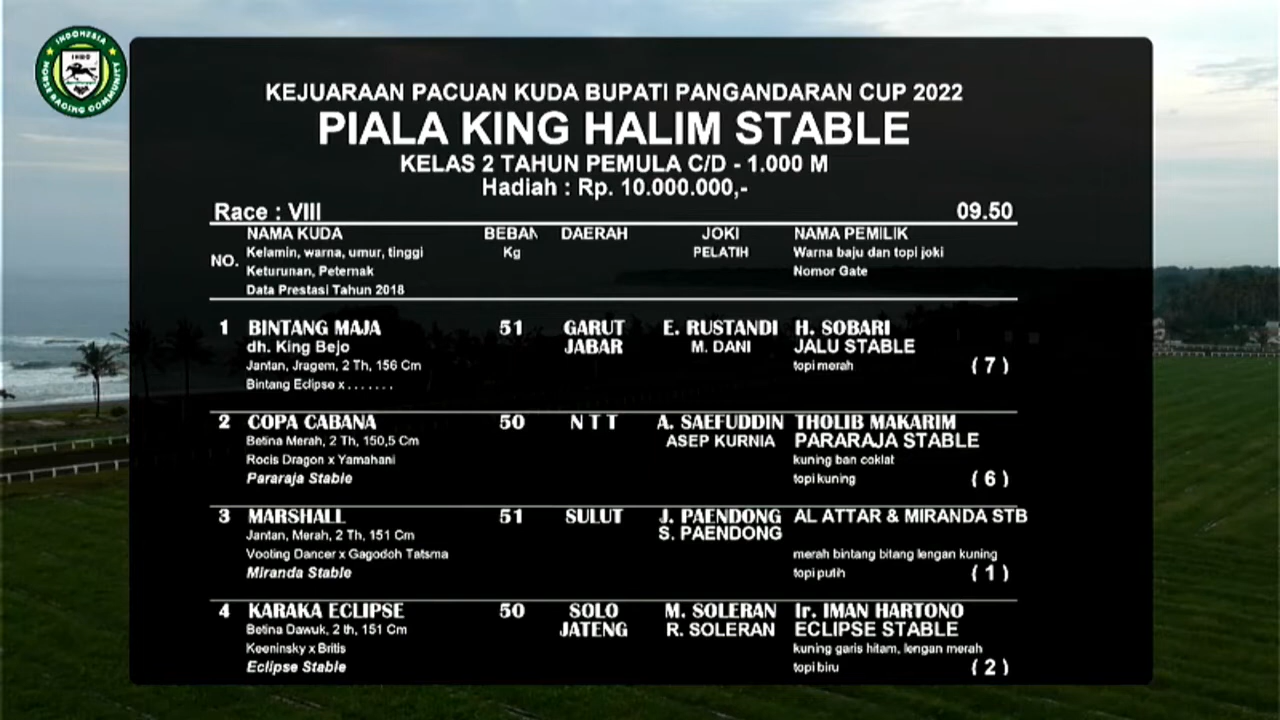 INDONESIA
INDO
HORSE RACING COMMUNITY
KEJUARAAN PACUAN KUDA BUPATI PANGANDARAN CUP 2022
PIALA KING HALIM STABLE
KELAS 2 TAHUN PEMULA C/D - 1.000 M
Hadiah : Rp. 10.000.000,-
Race : VIII 09.50
NAMA KUDA BEBAN DAERAH JOKI NAMA PEMILIK
Kelamin, warna, umur, tinggi Kg PELATIH Warna baju dan topi joki
NO. Keturunan, Peternak Nomor Gate
Data Prestasi Tahun 2018
1 BINTANG MAJA 51 GARUT E. RUSTANDI H. SOBARI
dh. King Bejo JABAR M. DANI JALU STABLE
Jantan, Jragem, 2 Th, 156 Cm topi merah ( 7 )
Bintang Eclipse x . . . . . . .
2 COPA CABANA 50 N T T A. SAEFUDDIN THOLIB MAKARIM
Betina Merah, 2 Th, 150,5 Cm ASEP KURNIA PARARAJA STABLE
Rocis Dragon x Yamahani kuning ban coklat
Pararaja Stable topi kuning ( 6 )
3 MARSHALL 51 SULUT J. PAENDONG AL ATTAR & MIRANDA STB
Jantan, Merah, 2 Th, 151 Cm S. PAENDONG
Vooting Dancer x Gagodoh Tatsma merah bintang bitang lengan kuning
Miranda Stable topi putih ( 1 )
4 KARAKA ECLIPSE 50 SOLO M. SOLERAN Ir. IMAN HARTONO
Betina Dawuk, 2 th, 151 Cm JATENG R. SOLERAN ECLIPSE STABLE
Keeninsky x Britis kuning garis hitam, lengan merah
Eclipse Stable topi biru ( 2 )